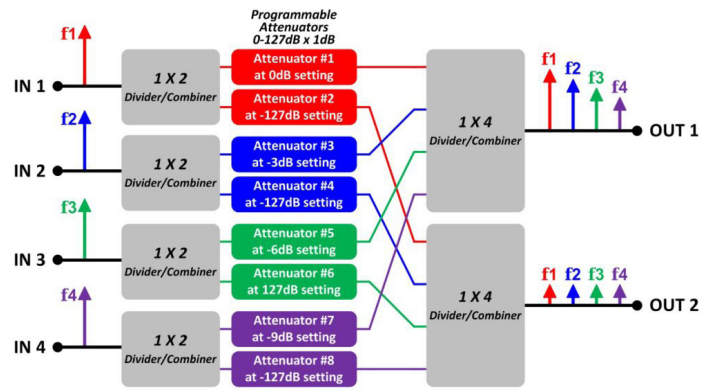 Programmable
Attenuators
0-127dB x 1dB
f1
IN 1
1 X 2
Divider/Combiner
Attenuator #1
at 0dB setting
Attenuator #2
at -127dB setting
f2
IN 2
1 X 2
Divider/Combiner
Attenuator #3
at -3dB setting
Attenuator #4
at -127dB setting
f3
IN 3
1 X 2
Divider/Combiner
Attenuator #5
at -6dB setting
Attenuator #6
at 127dB setting
f4
IN 4
1 X 2
Divider/Combiner
Attenuator #7
at -9dB setting
Attenuator #8
at -127dB setting
1 X 4
Divider/Combiner
f1
f2
f3
f4
OUT 1
1 X 4
Divider/Combiner
f1
f2
f3
f4
OUT 2